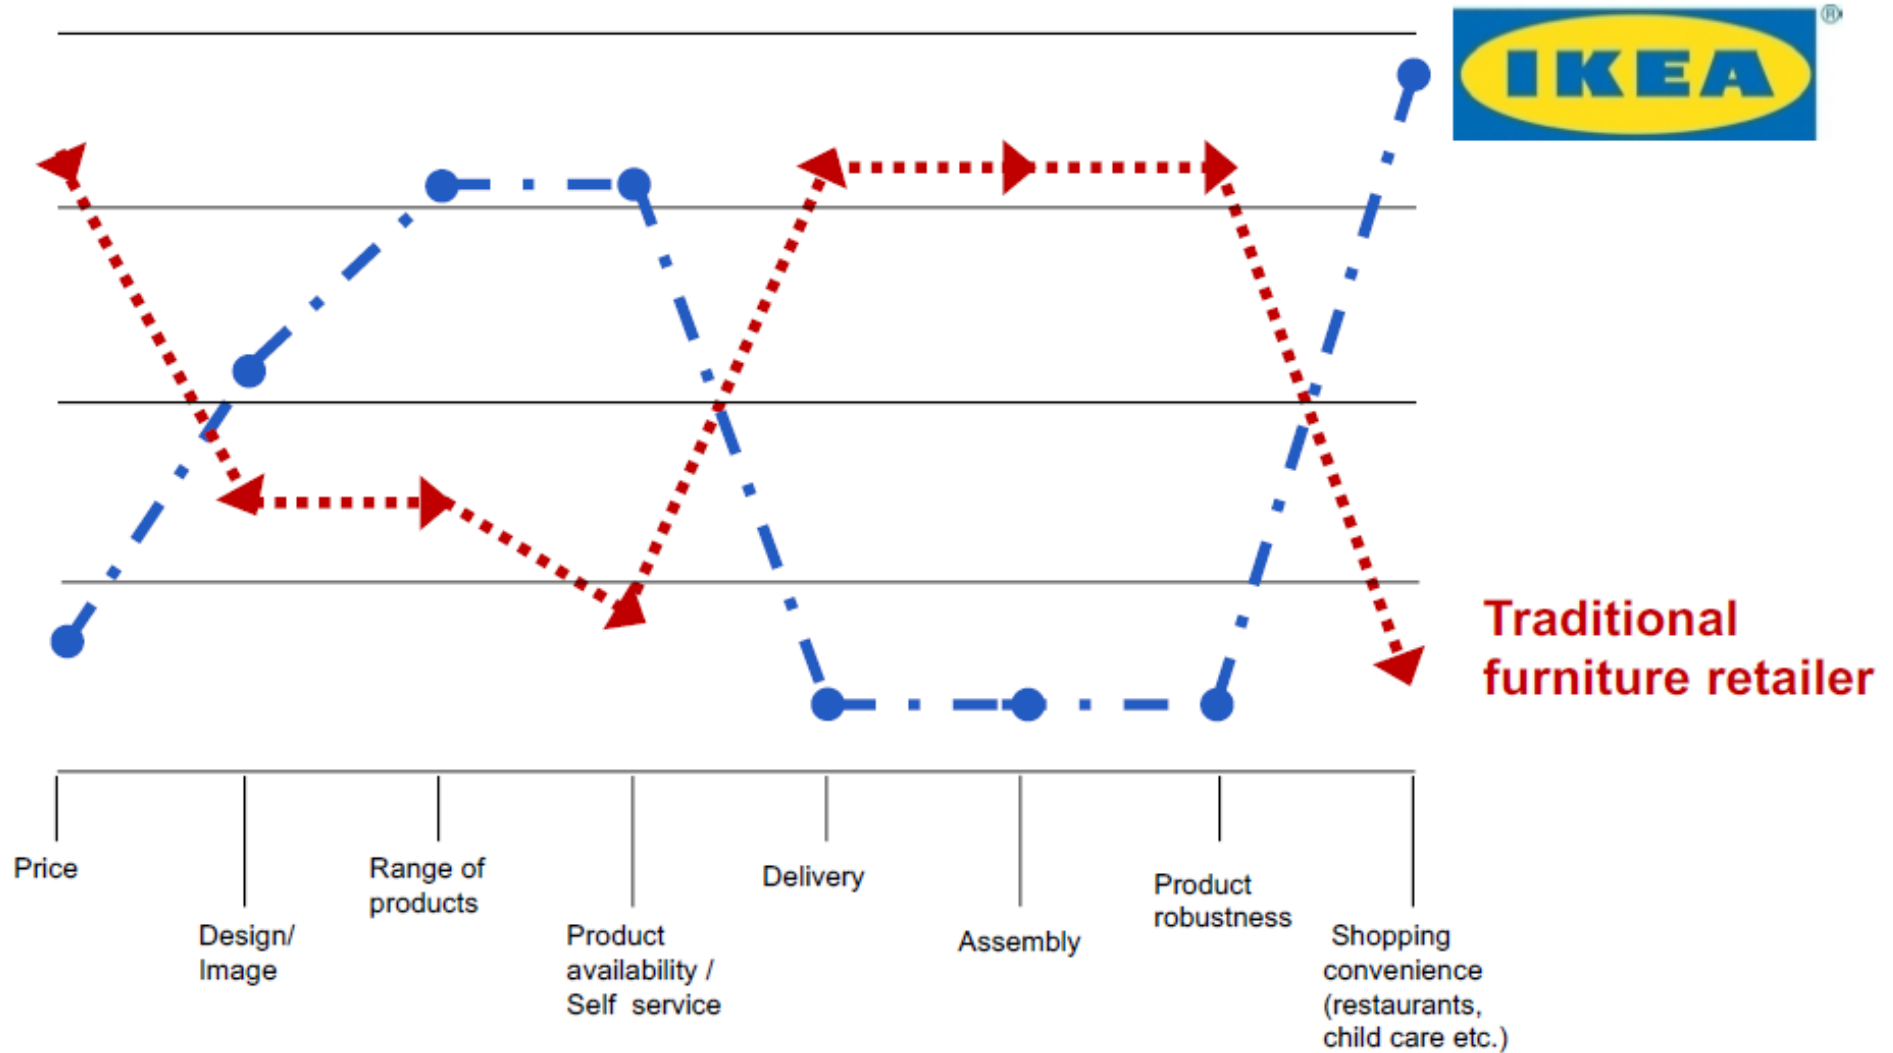 IKEA
®
Traditional
furniture retailer
Price
Design/
Image
Range of
products
Product
availability /
Self service
Delivery
Assembly
Product
robustness
Shopping
convenience
(restaurants,
child care etc.)